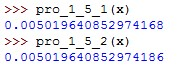 >>> pro_1_5_1(x)
0.005019640852974168
>>> pro_1_5_2(x)
0.005019640852974186